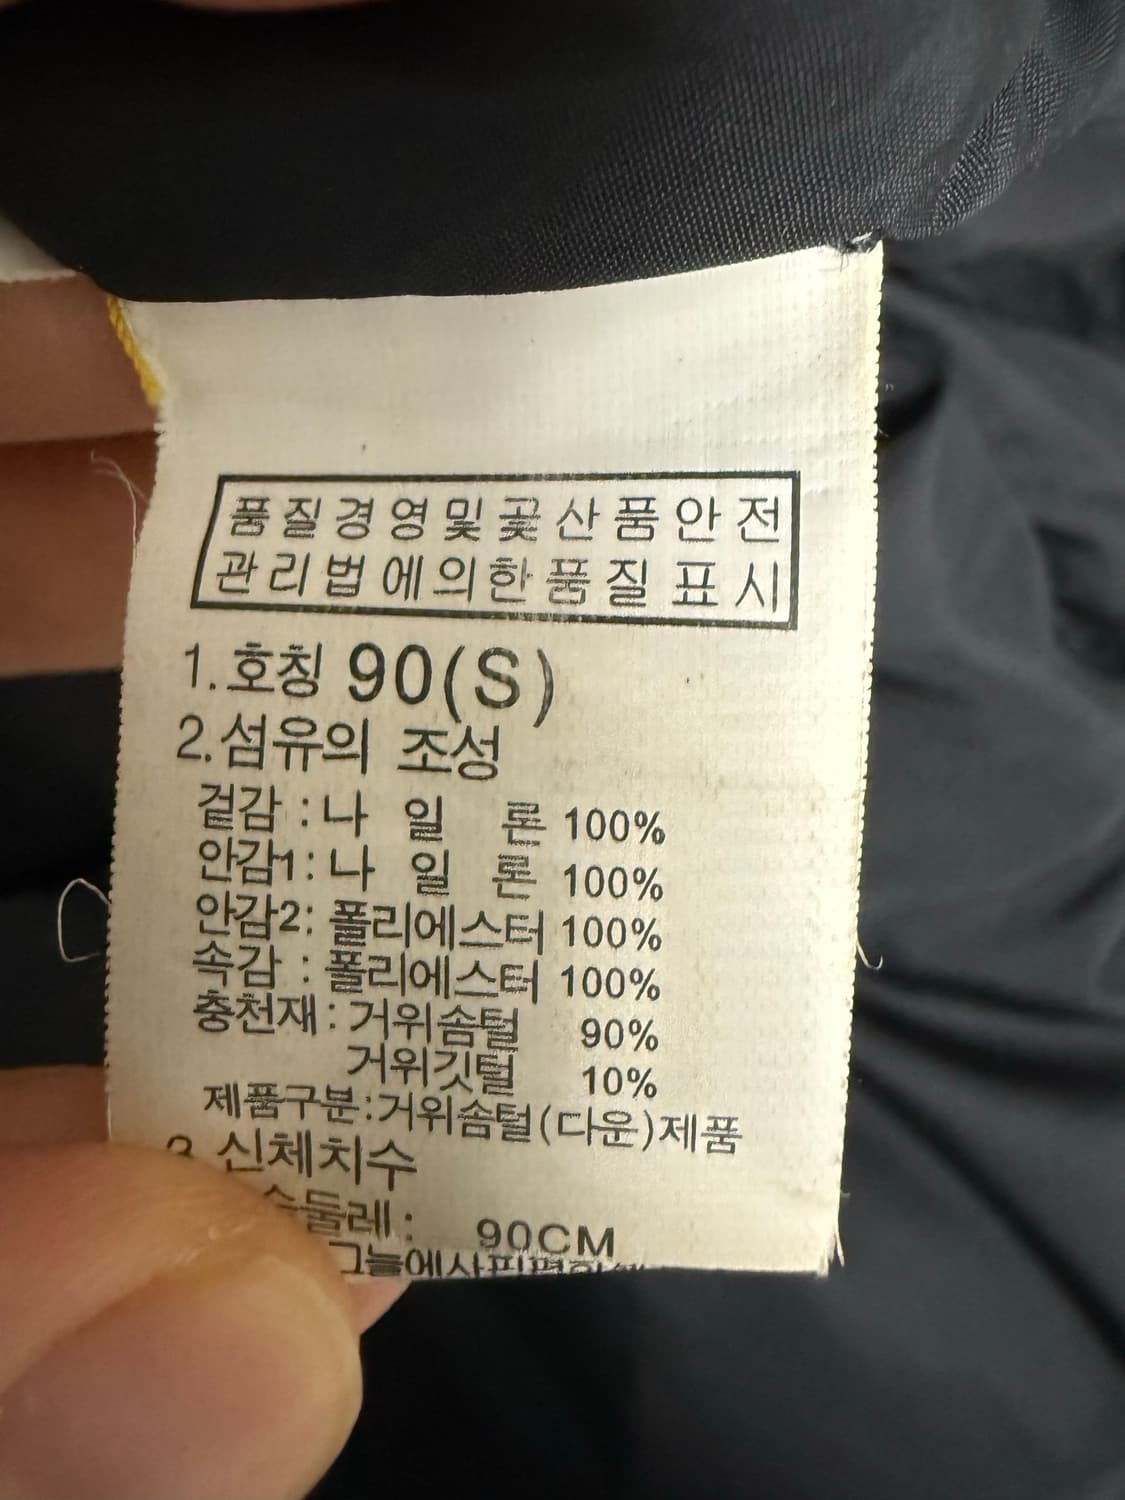 품질경영및공산품안전
관리법에의한품질표시
1.호칭 90(S)
2.섬유의 조성
겉감 : 나 일 론 100%
안감1: 나 일 론 100%
안감2: 폴리에스터 100%
속감 : 폴리에스터 100%
충천재: 거위솜털 90%
거위깃털 10%
제품구분:거위솜털(다운)제품
3 신체치수
둘레: 90CM